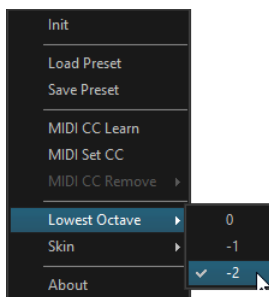 Init
Load Preset
Save Preset
MIDI CC Learn
MIDI Set CC
MIDI CC Remove
Lowest Octave
0
Skin
-1
-2
About